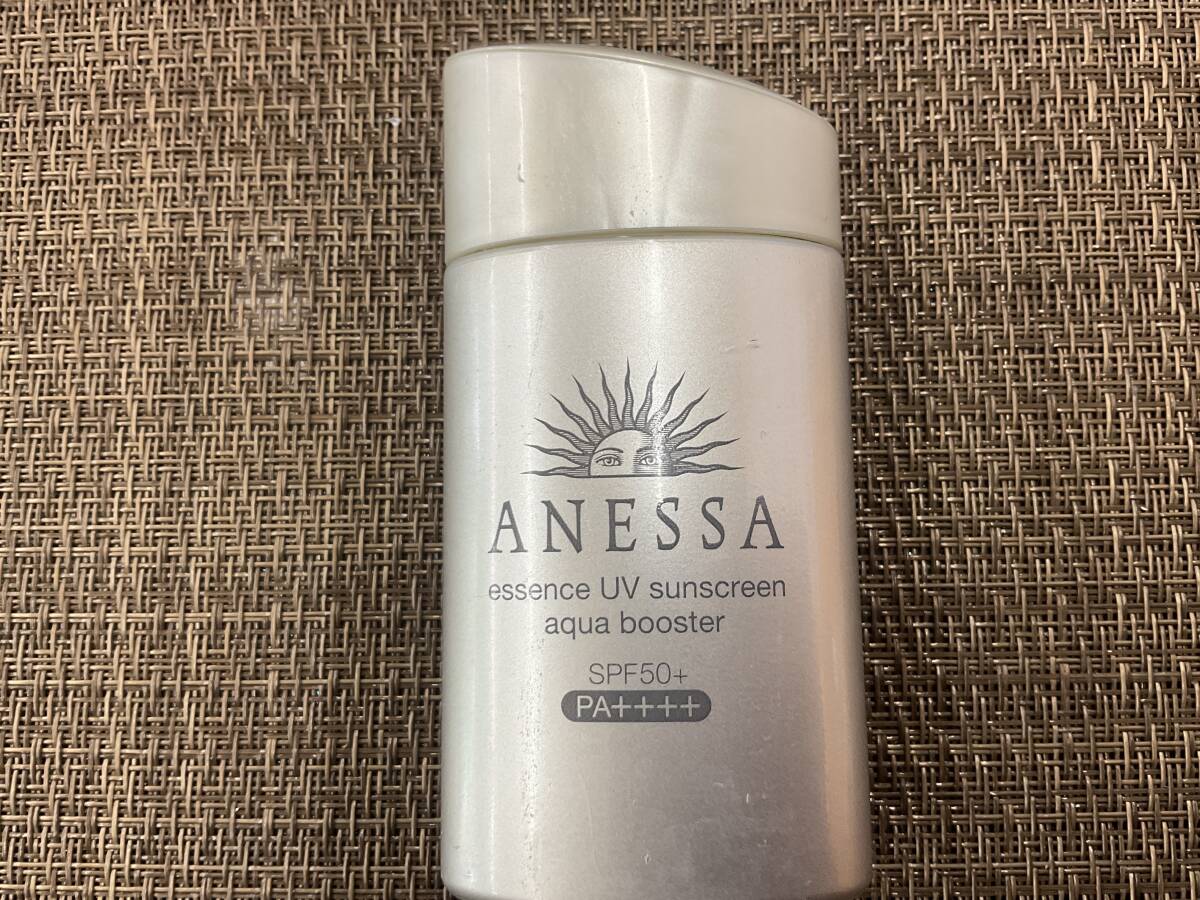 ANESSA
essence UV sunscreen
aqua booster
SPF50+
PA++++